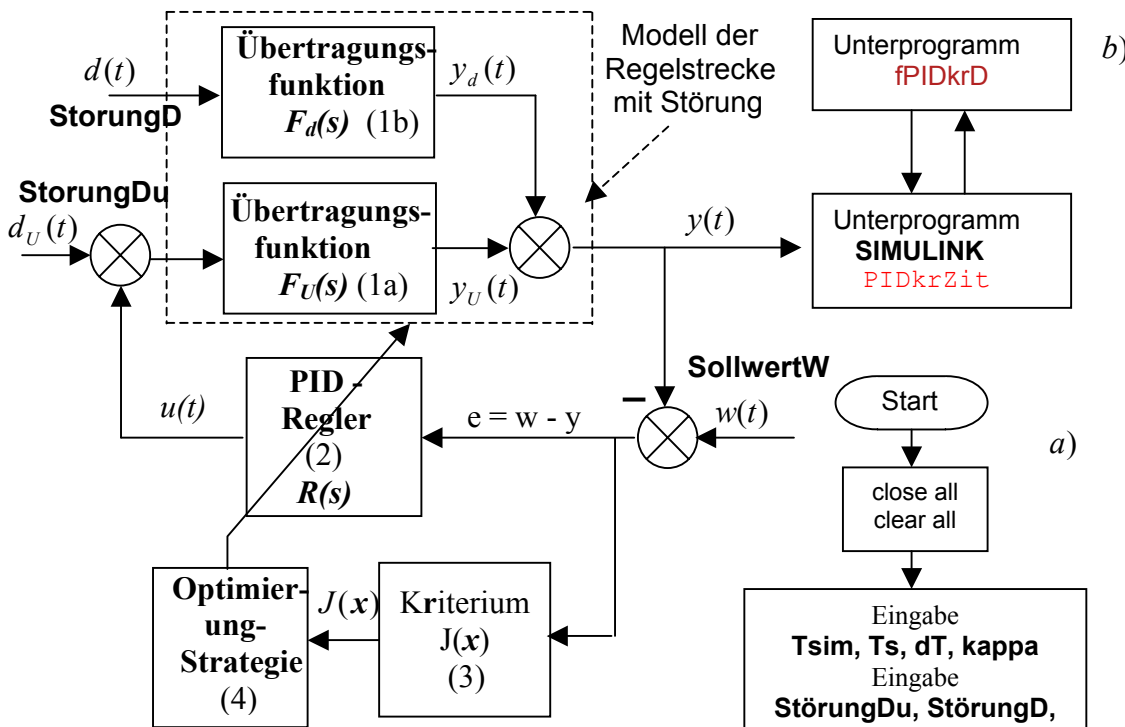 Übertragungs-
funktion
F_d(s) (1b)
d(t)
StorungD
y_d(t)
Modell der
Regelstrecke
mit Störung
Unterprogramm
fPIDkrD
b)
StorungDu
d_U(t)
Übertragungs-
funktion
F_U(s) (1a)
y_U(t)
y(t)
Unterprogramm
SIMULINK
PIDkrZit
u(t)
PID -
Regler
(2)
R(s)
e = w - y
–
SollwertW
w(t)
Start
a)
close all
clear all
Optimier-
ung-
Strategie
(4)
J(x)
Kriterium
J(x)
(3)
Eingabe
Tsim, Ts, dT, kappa
Eingabe
StörungDu, StörungD,